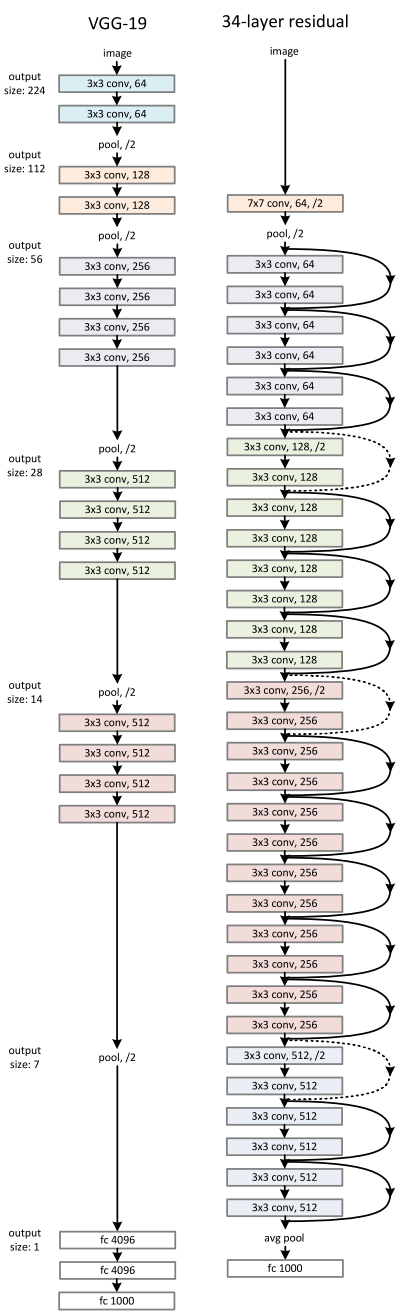 VGG-19
34-layer residual
image
image
output
size: 224
3x3 conv, 64
3x3 conv, 64
pool, /2
output
size: 112
3x3 conv, 128
3x3 conv, 128
7x7 conv, 64, /2
pool, /2
pool, /2
output
size: 56
3x3 conv, 256
3x3 conv, 64
3x3 conv, 256
3x3 conv, 64
3x3 conv, 256
3x3 conv, 64
3x3 conv, 256
3x3 conv, 64
3x3 conv, 64
3x3 conv, 64
output
size: 28
pool, /2
3x3 conv, 128, /2
3x3 conv, 512
3x3 conv, 128
3x3 conv, 512
3x3 conv, 128
3x3 conv, 512
3x3 conv, 128
3x3 conv, 512
3x3 conv, 128
3x3 conv, 128
3x3 conv, 128
3x3 conv, 128
output
size: 14
pool, /2
3x3 conv, 256, /2
3x3 conv, 512
3x3 conv, 256
3x3 conv, 512
3x3 conv, 256
3x3 conv, 512
3x3 conv, 256
3x3 conv, 512
3x3 conv, 256
3x3 conv, 256
3x3 conv, 256
3x3 conv, 256
3x3 conv, 256
3x3 conv, 256
3x3 conv, 256
3x3 conv, 256
output
size: 7
pool, /2
3x3 conv, 512, /2
3x3 conv, 512
3x3 conv, 512
3x3 conv, 512
3x3 conv, 512
3x3 conv, 512
output
size: 1
fc 4096
avg pool
fc 4096
fc 1000
fc 1000